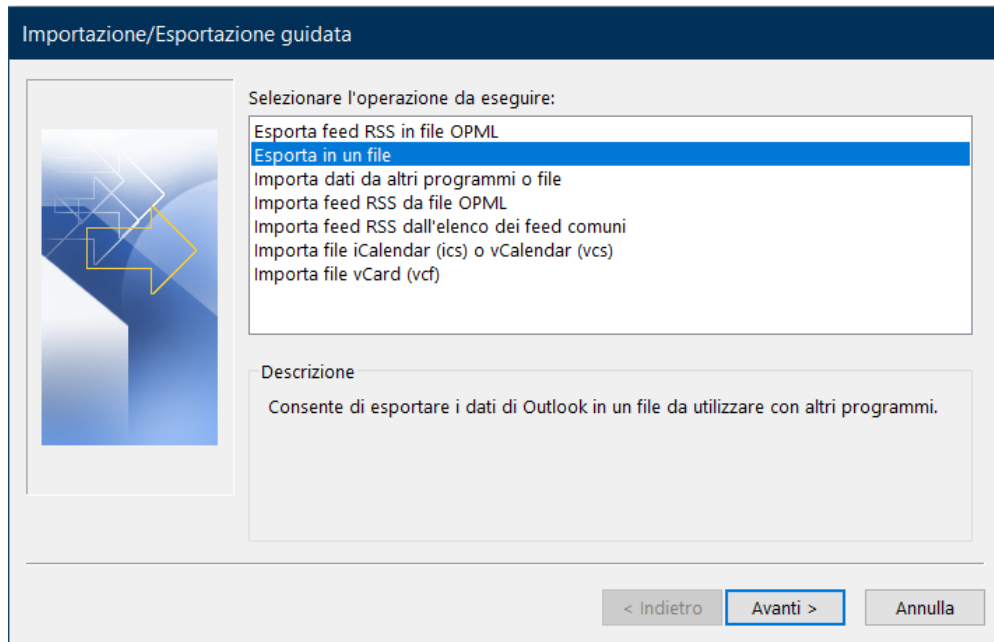 Importazione/Esportazione guidata
Selezionare l'operazione da eseguire:
Esporta feed RSS in file OPML
Esporta in un file
Importa dati da altri programmi o file
Importa feed RSS da file OPML
Importa feed RSS dall'elenco dei feed comuni
Importa file iCalendar (ics) o vCalendar (vcs)
Importa file vCard (vcf)
Descrizione
Consente di esportare i dati di Outlook in un file da utilizzare con altri programmi.
< Indietro
Avanti >
Annulla